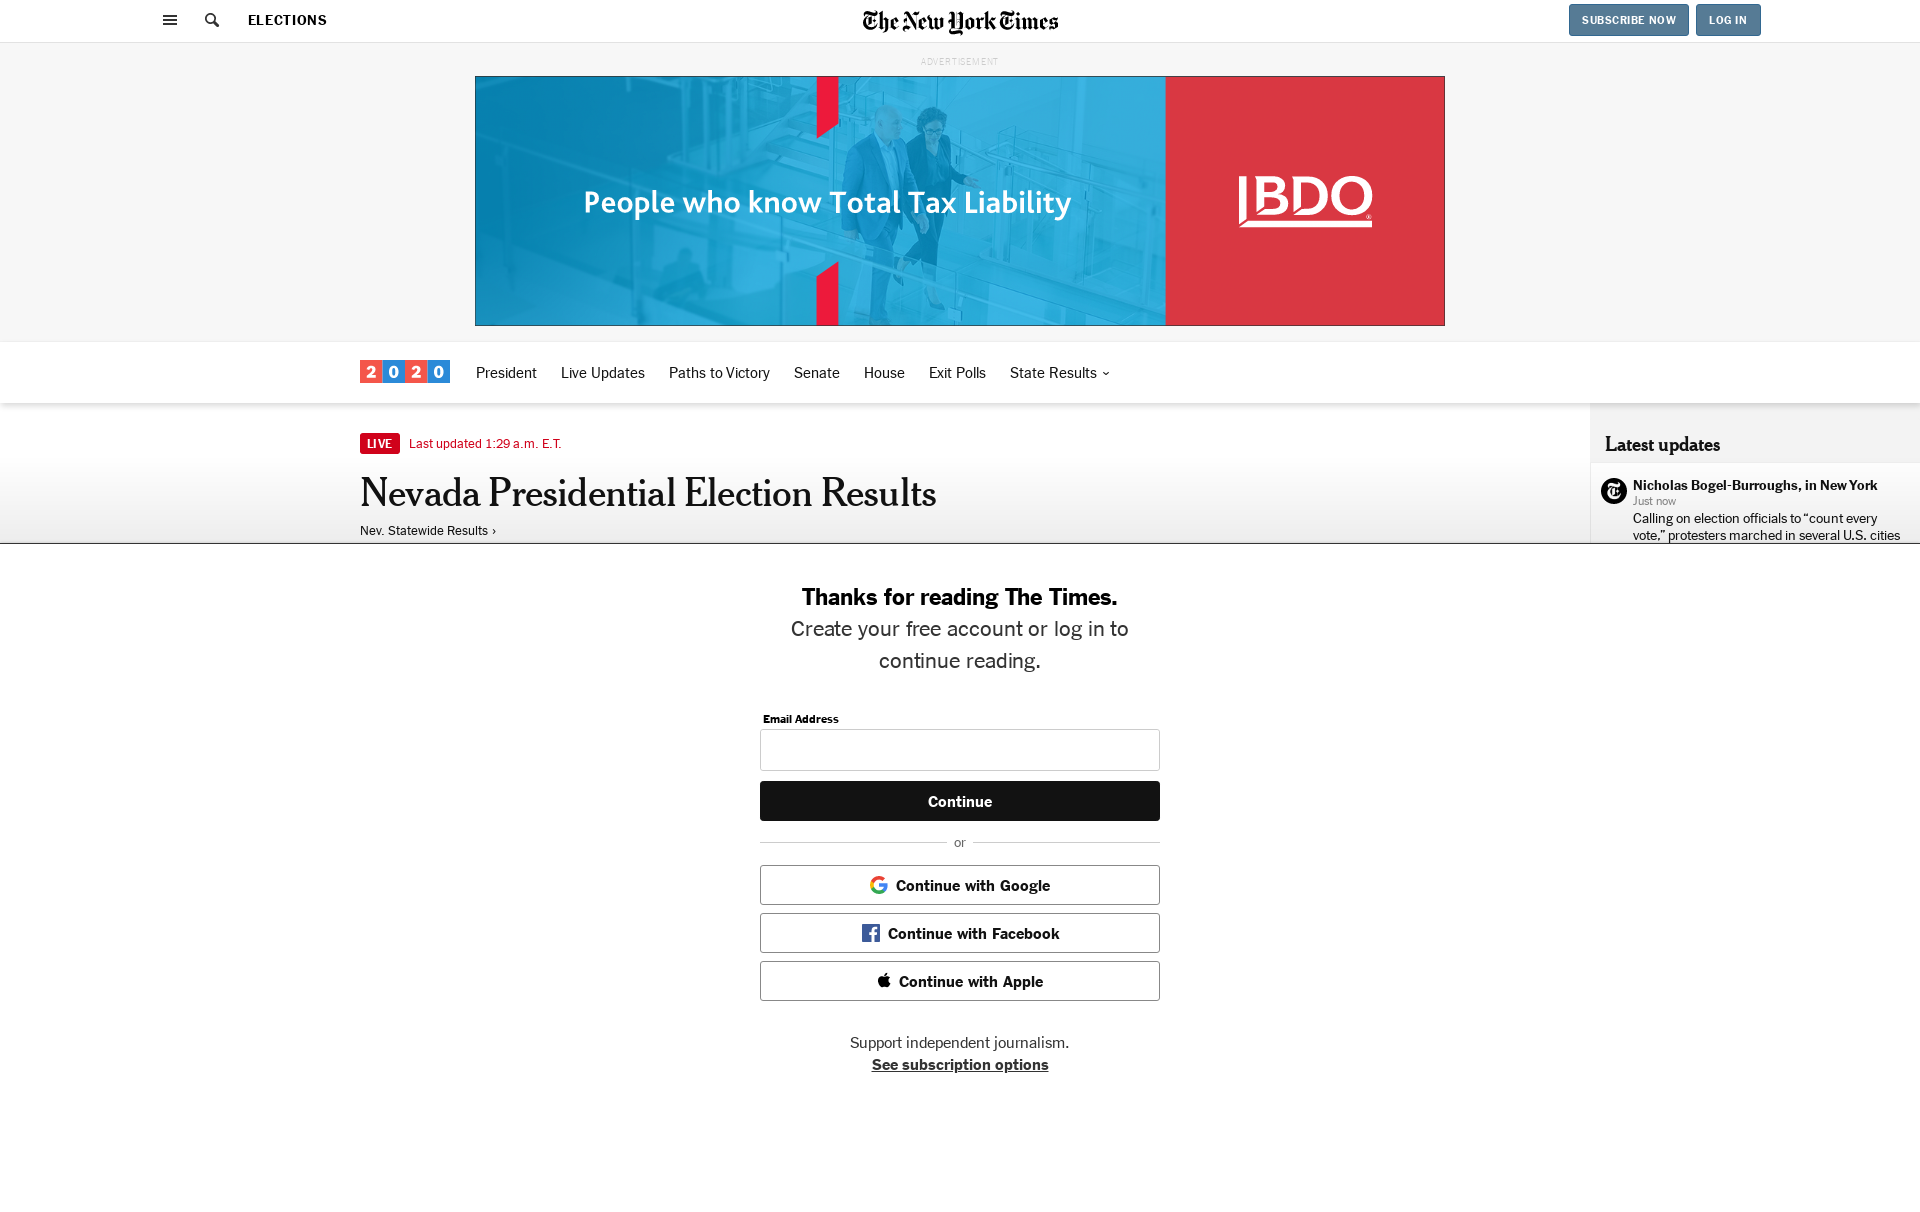 ELECTIONS
The New York Times
SUBSCRIBE NOW
LOG IN
ADVERTISEMENT
People who know Total Tax Liability
BDO
®
2020
President
Live Updates
Paths to Victory
Senate
House
Exit Polls
State Results
LIVE
Last updated 1:29 a.m. E.T.
Nevada Presidential Election Results
Nev. Statewide Results ›
Latest updates
T
Nicholas Bogel-Burroughs, in New York
Just now
Calling on election officials to “count every
vote,” protesters marched in several U.S. cities
Thanks for reading The Times.
Create your free account or log in to
continue reading.
Email Address
Continue
or
Continue with Google
Continue with Facebook
Continue with Apple
Support independent journalism.
See subscription options